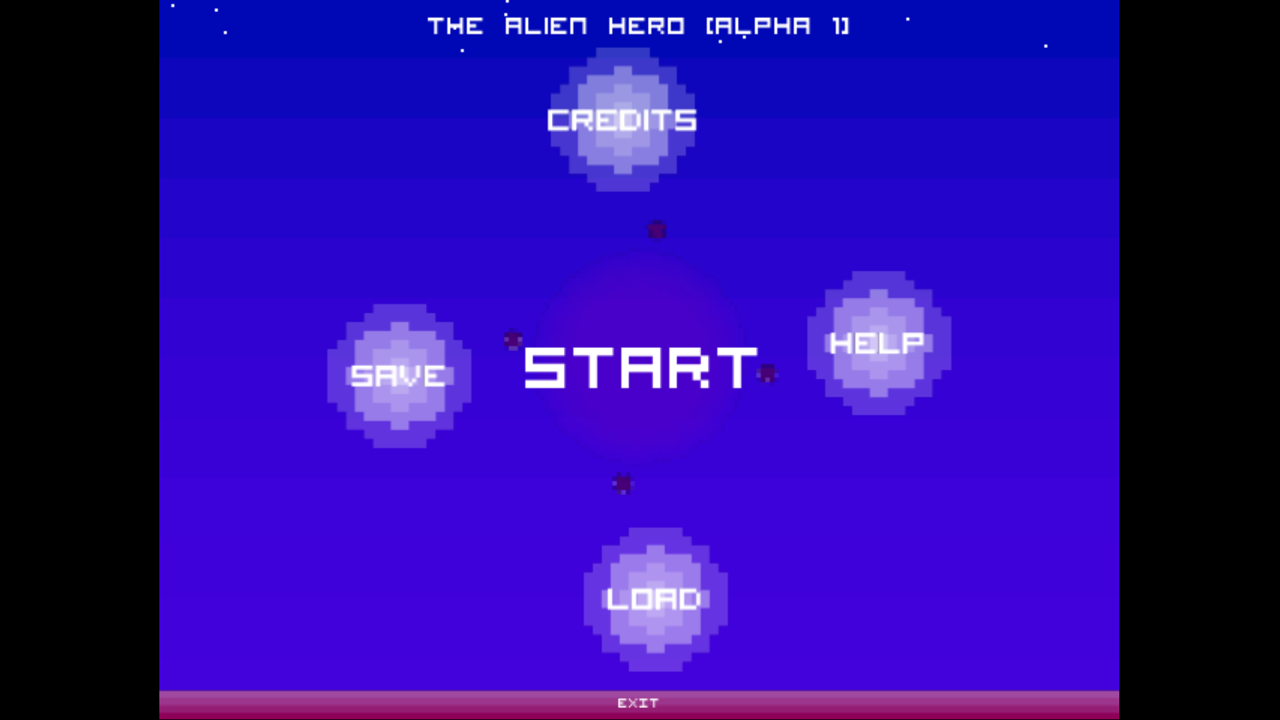 THE ALIEN HERO [ALPHA 1]
CREDITS
HELP
START
SAVE
LOAD
EXIT